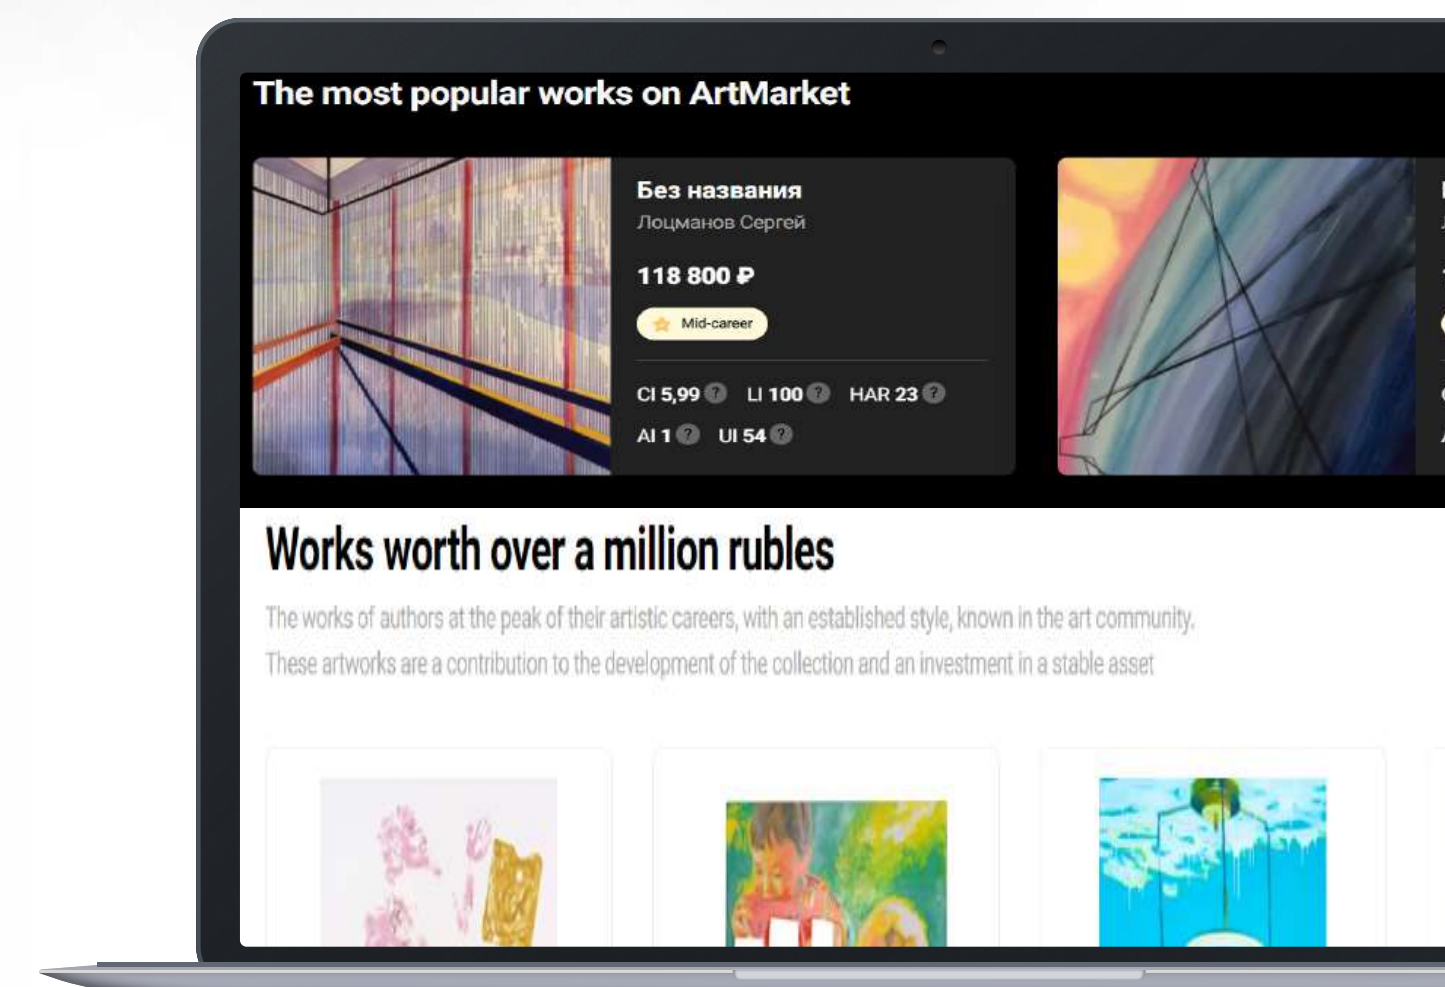 The most popular works on ArtMarket
Без названия
Лоцманов Сергей
118 800 ₽
Mid-career
CI 5,99 ? LI 100 ? HAR 23 ?
AI 1 ? UI 54 ?
Works worth over a million rubles
The works of authors at the peak of their artistic careers, with an established style, known in the art community.
These artworks are a contribution to the development of the collection and an investment in a stable asset